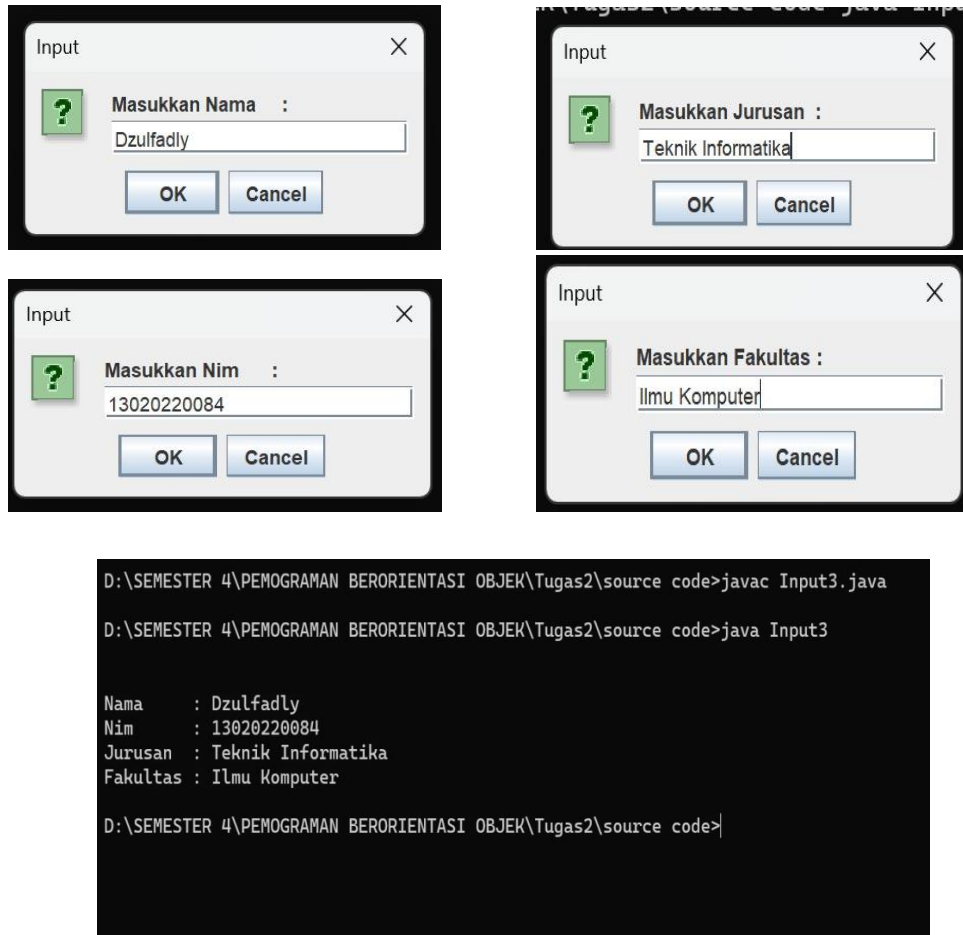 Input
Masukkan Nama :
Dzulfadly
OK Cancel
Input
Masukkan Jurusan :
Teknik Informatika
OK Cancel
Input
Masukkan Nim :
13020220084
OK Cancel
Input
Masukkan Fakultas :
Ilmu Komputer
OK Cancel
D:\SEMESTER 4\PEMOGRAMAN BERORIENTASI OBJEK\Tugas2\source code>javac Input3.java
D:\SEMESTER 4\PEMOGRAMAN BERORIENTASI OBJEK\Tugas2\source code>java Input3
Nama : Dzulfadly
Nim : 13020220084
Jurusan : Teknik Informatika
Fakultas : Ilmu Komputer
D:\SEMESTER 4\PEMOGRAMAN BERORIENTASI OBJEK\Tugas2\source code>